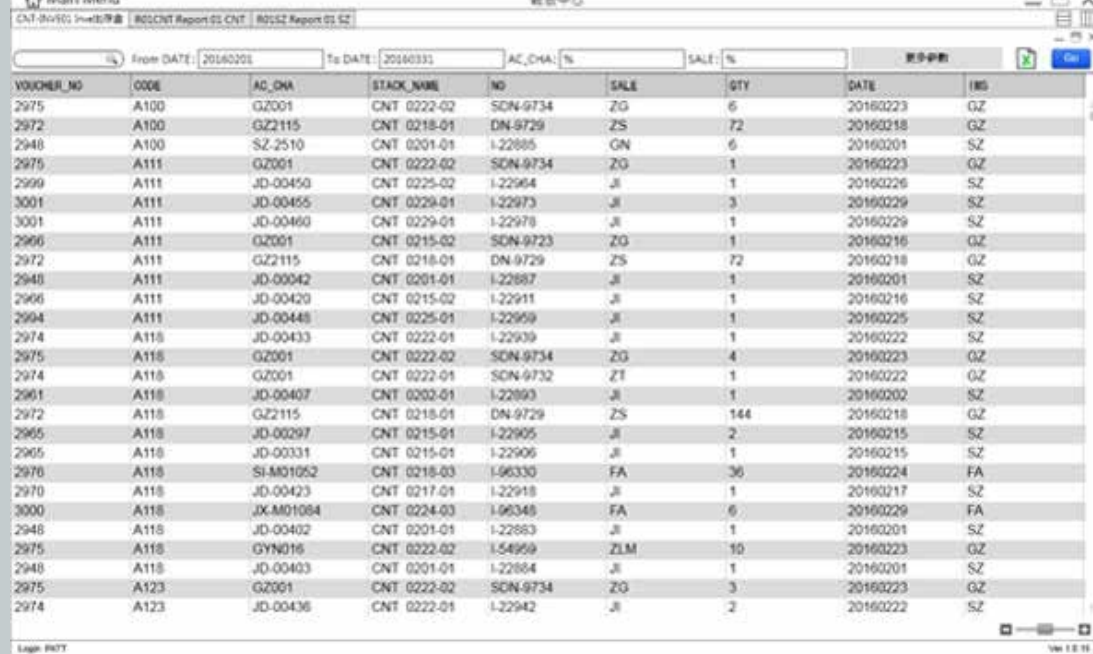 Main Menu
CNT-INV501 R01CNT Report 01 CNT R01SZ Report 01 SZ
From DATE: 20160201 To DATE: 20160331 AC_CHA: % SALE: % 更多參數 Go
VOUCHER_NO CODE AC_CHA STACK_NAME NO SALE QTY DATE
2975 A100 GZ001 CNT 0222-02 SDN-9734 ZG 6 20160223 GZ
2972 A100 GZ2115 CNT 0218-01 DN-9729 ZS 72 20160218 GZ
2948 A100 SZ-2510 CNT 0201-01 I-22885 GN 6 20160201 SZ
2975 A111 GZ001 CNT 0222-02 SDN-9734 ZG 1 20160223 GZ
2999 A111 JD-00450 CNT 0225-02 I-22964 JI 1 20160226 SZ
3001 A111 JD-00455 CNT 0229-01 I-22973 JI 3 20160229 SZ
3001 A111 JD-00460 CNT 0229-01 I-22978 JI 1 20160229 SZ
2966 A111 GZ001 CNT 0215-02 SDN-9723 ZG 1 20160216 GZ
2972 A111 GZ2115 CNT 0218-01 DN-9729 ZS 72 20160218 GZ
2948 A111 JD-00042 CNT 0201-01 I-22887 JI 1 20160201 SZ
2966 A111 JD-00420 CNT 0215-02 I-22911 JI 1 20160216 SZ
2994 A111 JD-00448 CNT 0225-01 I-22959 JI 1 20160225 SZ
2974 A118 JD-00433 CNT 0222-01 I-22939 JI 1 20160222 SZ
2975 A118 GZ001 CNT 0222-02 SDN-9734 ZG 4 20160223 GZ
2974 A118 GZ001 CNT 0222-01 SDN-9732 ZT 1 20160222 GZ
2961 A118 JD-00407 CNT 0202-01 I-22893 JI 1 20160202 SZ
2972 A118 GZ2115 CNT 0218-01 DN-9729 ZS 144 20160218 GZ
2965 A118 JD-00297 CNT 0215-01 I-22905 JI 2 20160215 SZ
2965 A118 JD-00331 CNT 0215-01 I-22906 JI 1 20160215 SZ
2976 A118 SI-M01052 CNT 0218-03 I-96330 FA 36 20160224 FA
2970 A118 JD-00423 CNT 0217-01 I-22918 JI 1 20160217 SZ
3000 A118 JX-M01084 CNT 0224-03 I-96348 FA 6 20160229 FA
2948 A118 JD-00402 CNT 0201-01 I-22883 JI 1 20160201 SZ
2975 A118 GYN016 CNT 0222-02 I-54959 ZLM 10 20160223 GZ
2948 A118 JD-00403 CNT 0201-01 I-22884 JI 1 20160201 SZ
2975 A123 GZ001 CNT 0222-02 SDN-9734 ZG 3 20160223 GZ
2974 A123 JD-00436 CNT 0222-01 I-22942 JI 2 20160222 SZ
Login: PATT